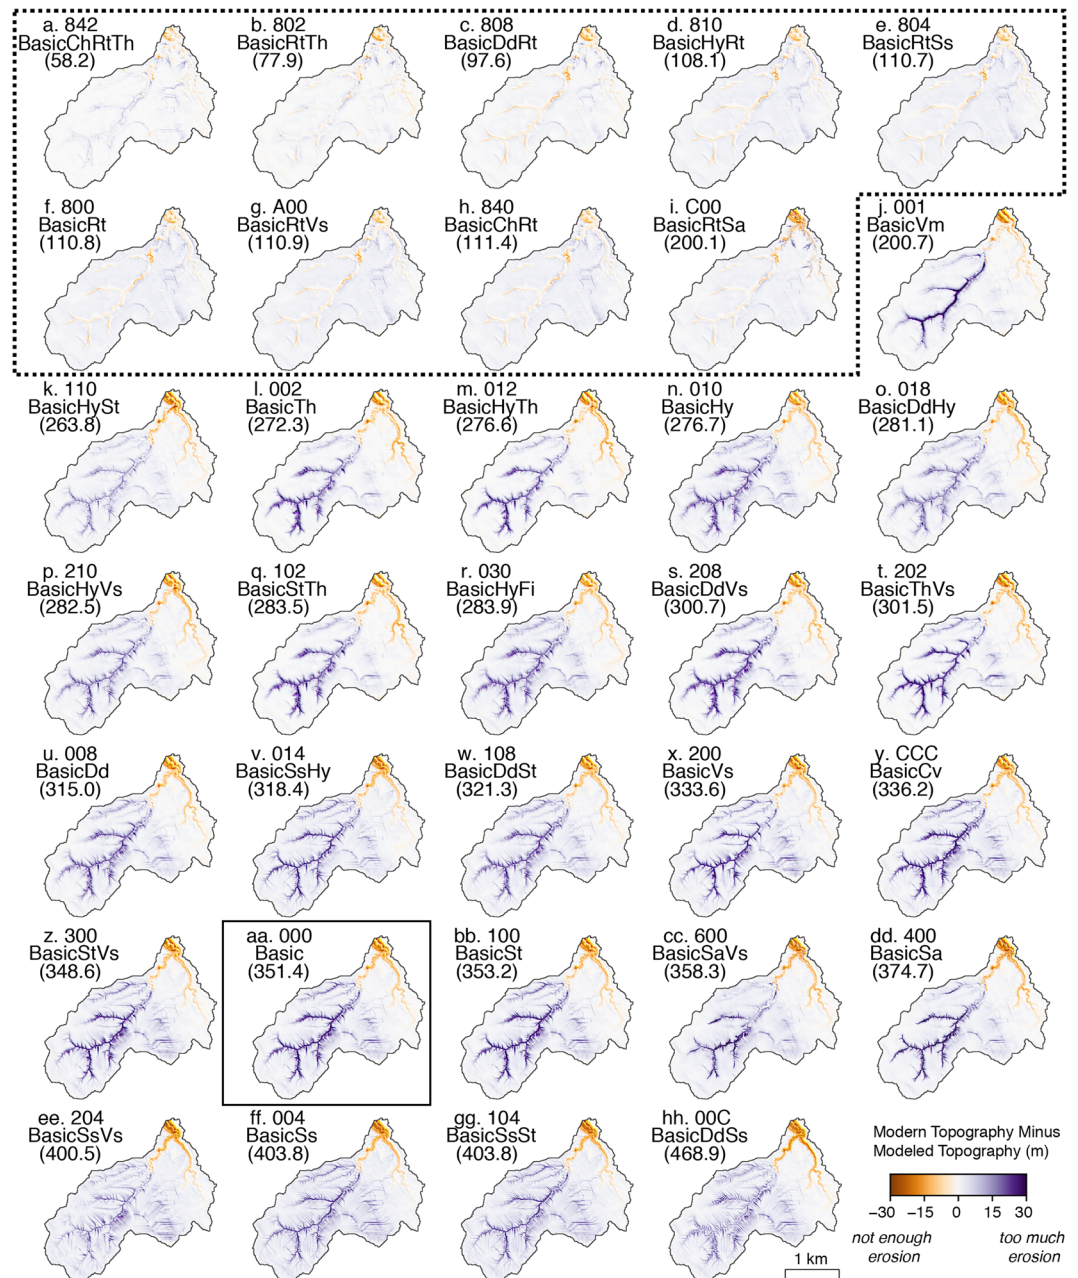 a. 842
BasicChRtTh
(58.2)
b. 802
BasicRtTh
(77.9)
c. 808
BasicDdRt
(97.6)
d. 810
BasicHyRt
(108.1)
e. 804
BasicRtSs
(110.7)
f. 800
BasicRt
(110.8)
g. A00
BasicRtVs
(110.9)
h. 840
BasicChRt
(111.4)
i. C00
BasicRtSa
(200.1)
j. 001
BasicVm
(200.7)
k. 110
BasicHySt
(263.8)
l. 002
BasicTh
(272.3)
m. 012
BasicHyTh
(276.6)
n. 010
BasicHy
(276.7)
o. 018
BasicDdHy
(281.1)
p. 210
BasicHyVs
(282.5)
q. 102
BasicStTh
(283.5)
r. 030
BasicHyFi
(283.9)
s. 208
BasicDdVs
(300.7)
t. 202
BasicThVs
(301.5)
u. 008
BasicDd
(315.0)
v. 014
BasicSsHy
(318.4)
w. 108
BasicDdSt
(321.3)
x. 200
BasicVs
(333.6)
y. CCC
BasicCv
(336.2)
z. 300
BasicStVs
(348.6)
aa. 000
Basic
(351.4)
bb. 100
BasicSt
(353.2)
cc. 600
BasicSaVs
(358.3)
dd. 400
BasicSa
(374.7)
ee. 204
BasicSsVs
(400.5)
ff. 004
BasicSs
(403.8)
gg. 104
BasicSsSt
(403.8)
hh. 00C
BasicDdSs
(468.9)
Modern Topography Minus
Modeled Topography (m)
−30 −15 0 15 30
not enough
erosion
too much
erosion
1 km